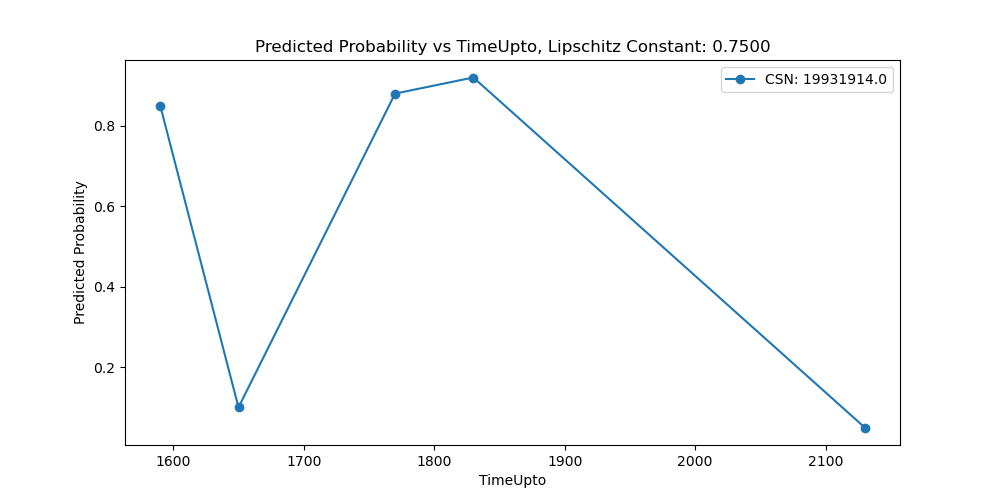 Predicted Probability vs TimeUpto, Lipschitz Constant: 0.7500
CSN: 19931914.0
Predicted Probability
0.8
0.6
0.4
0.2
1600 1700 1800 1900 2000 2100
TimeUpto